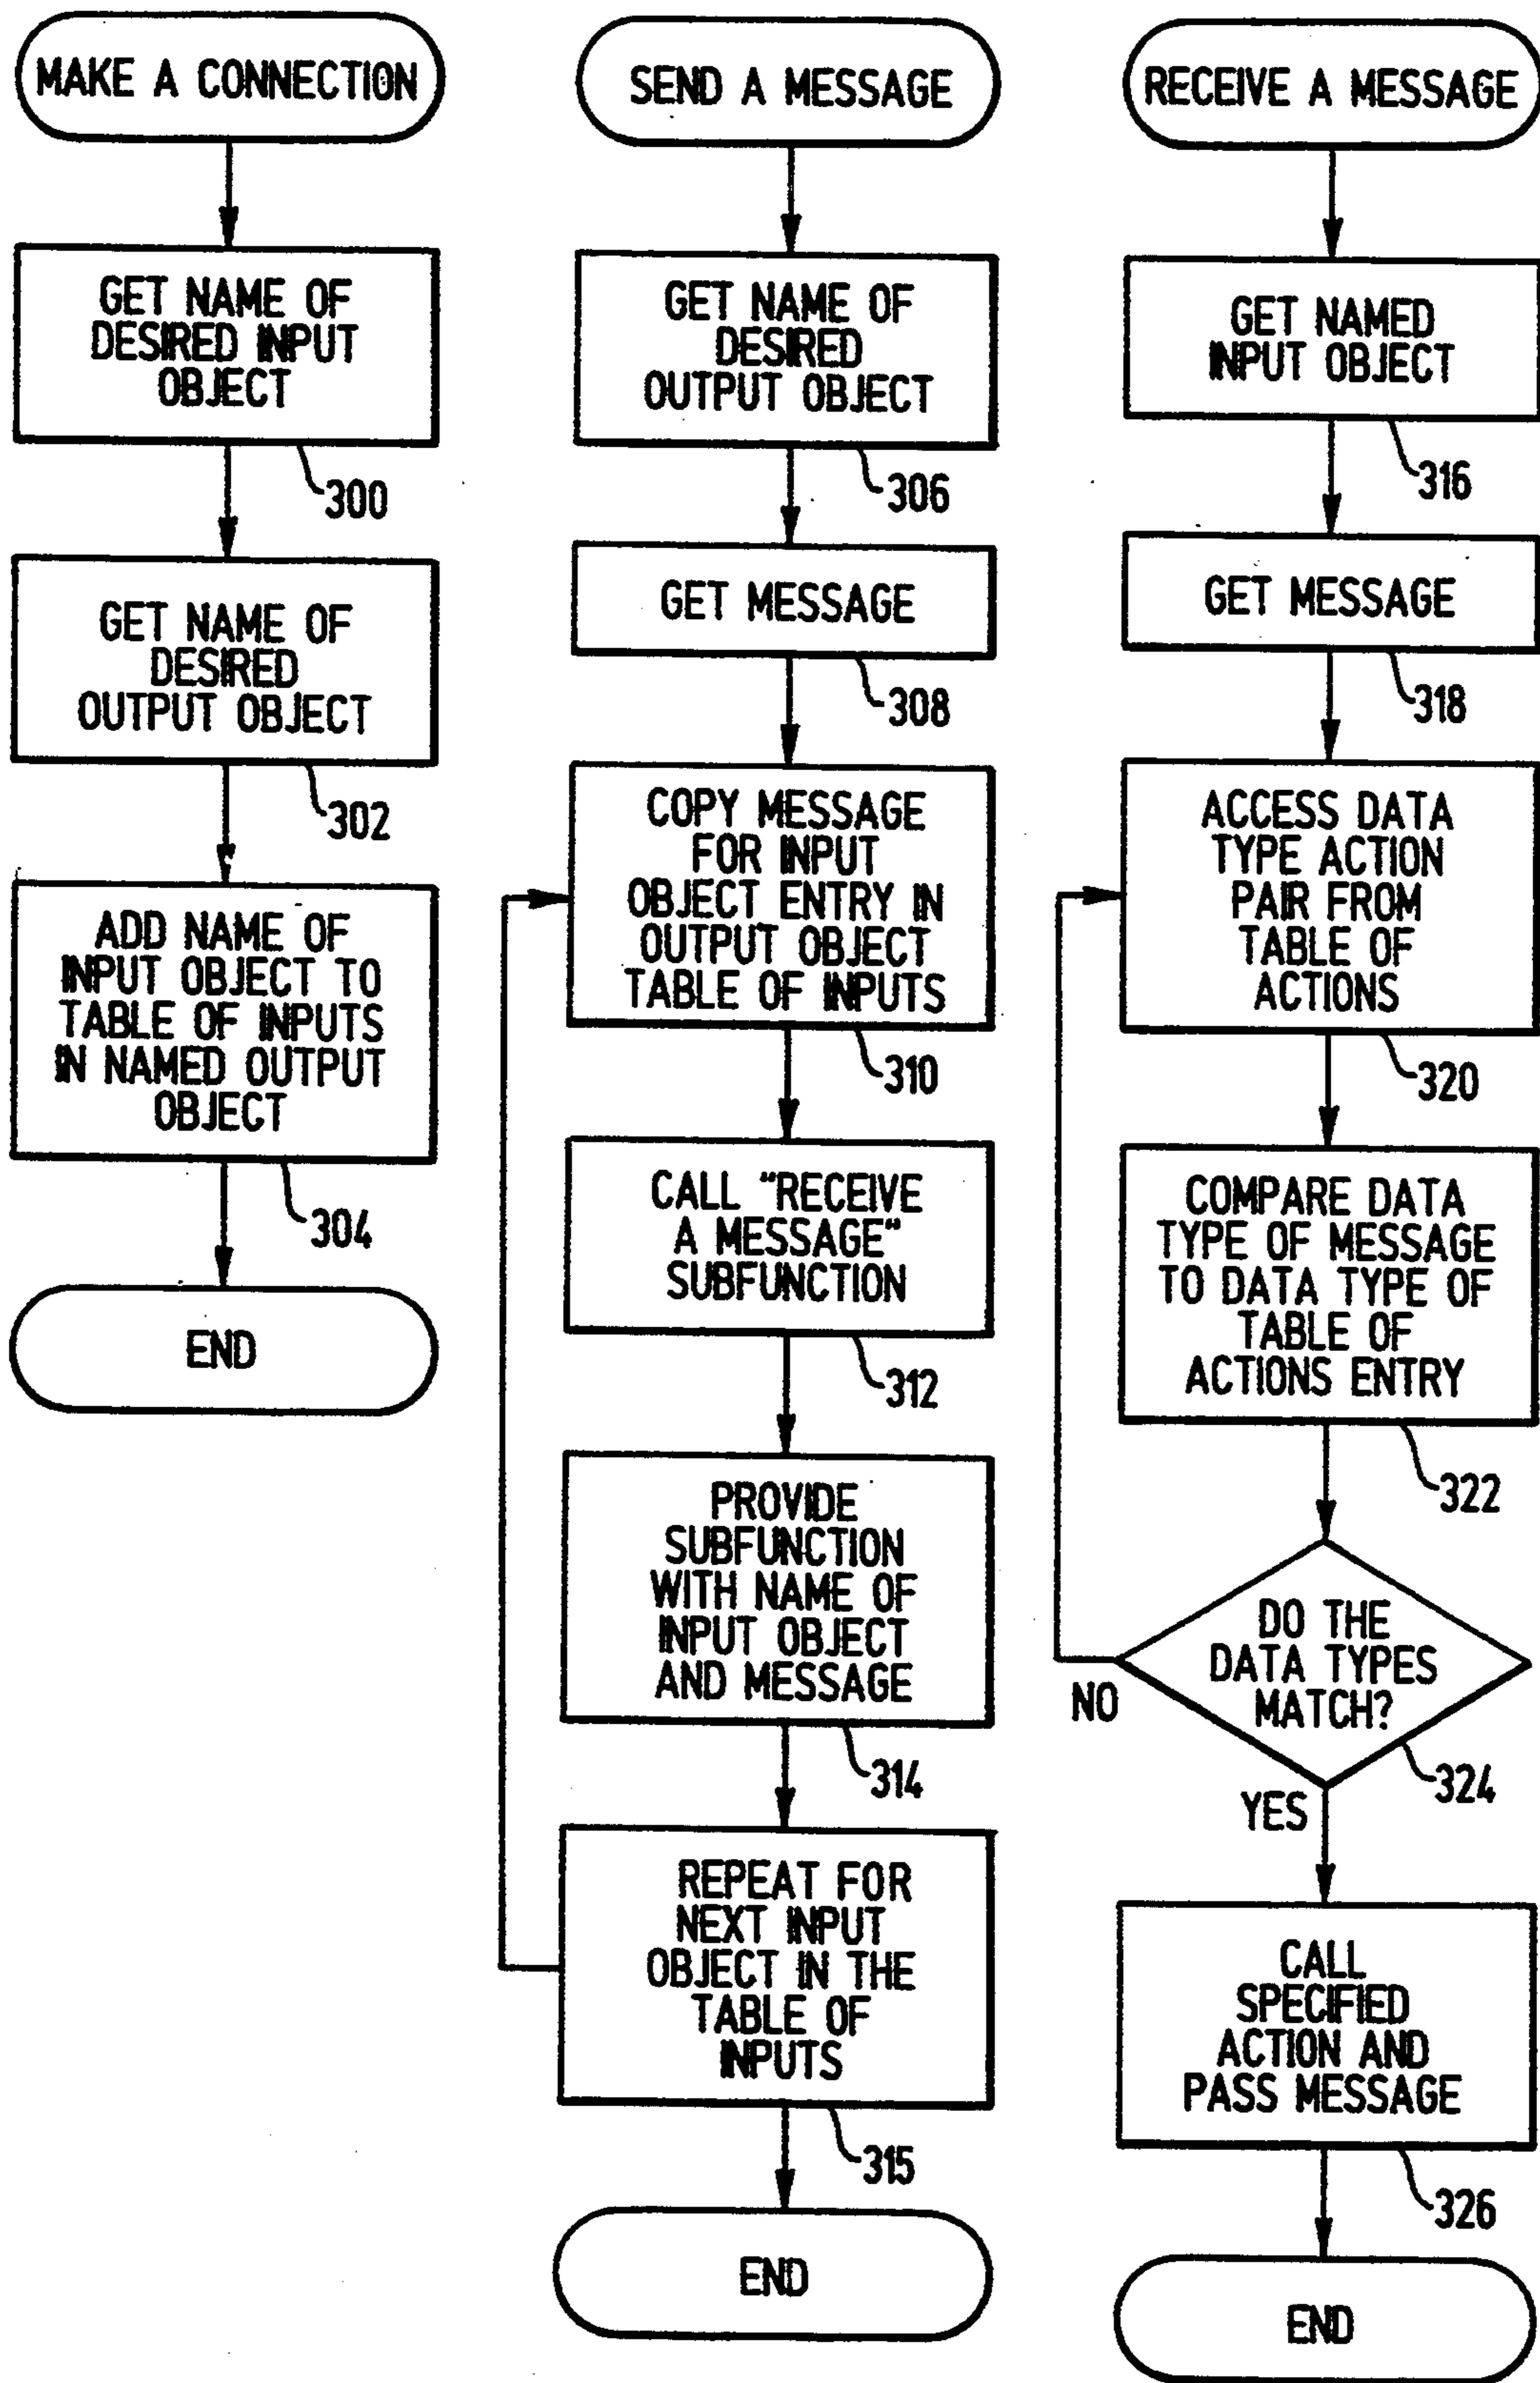 MAKE A CONNECTION
GET NAME OF
DESIRED INPUT
OBJECT
300
GET NAME OF
DESIRED
OUTPUT OBJECT
302
ADD NAME OF
INPUT OBJECT TO
TABLE OF INPUTS
IN NAMED OUTPUT
OBJECT
304
END
SEND A MESSAGE
GET NAME OF
DESIRED
OUTPUT OBJECT
306
GET MESSAGE
308
COPY MESSAGE
FOR INPUT
OBJECT ENTRY IN
OUTPUT OBJECT
TABLE OF INPUTS
310
CALL "RECEIVE
A MESSAGE"
SUBFUNCTION
312
PROVIDE
SUBFUNCTION
WITH NAME OF
INPUT OBJECT
AND MESSAGE
314
REPEAT FOR
NEXT INPUT
OBJECT IN THE
TABLE OF
INPUTS
315
END
RECEIVE A MESSAGE
GET NAMED
INPUT OBJECT
316
GET MESSAGE
318
ACCESS DATA
TYPE ACTION
PAIR FROM
TABLE OF
ACTIONS
320
COMPARE DATA
TYPE OF MESSAGE
TO DATA TYPE OF
TABLE OF
ACTIONS ENTRY
322
DO THE
DATA TYPES
MATCH?
NO
324
YES
CALL
SPECIFIED
ACTION AND
PASS MESSAGE
326
END